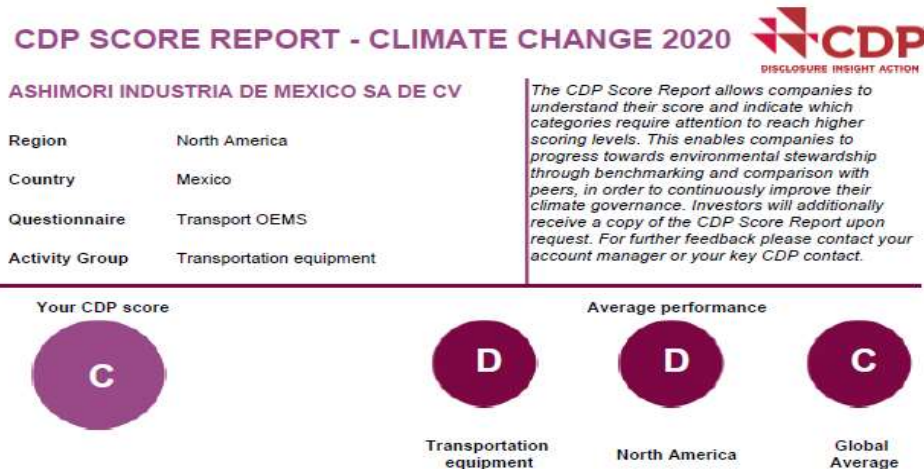 CDP SCORE REPORT - CLIMATE CHANGE 2020
CDP
DISCLOSURE INSIGHT ACTION
ASHIMORI INDUSTRIA DE MEXICO SA DE CV
Region North America
Country Mexico
Questionnaire Transport OEMS
Activity Group Transportation equipment
The CDP Score Report allows companies to
understand their score and indicate which
categories require attention to reach higher
scoring levels. This enables companies to
progress towards environmental stewardship
through benchmarking and comparison with
peers, in order to continuously improve their
climate governance. Investors will additionally
receive a copy of the CDP Score Report upon
request. For further feedback please contact your
account manager or your key CDP contact.
Your CDP score
C
Average performance
D
D
C
Transportation
equipment
North America
Global
Average